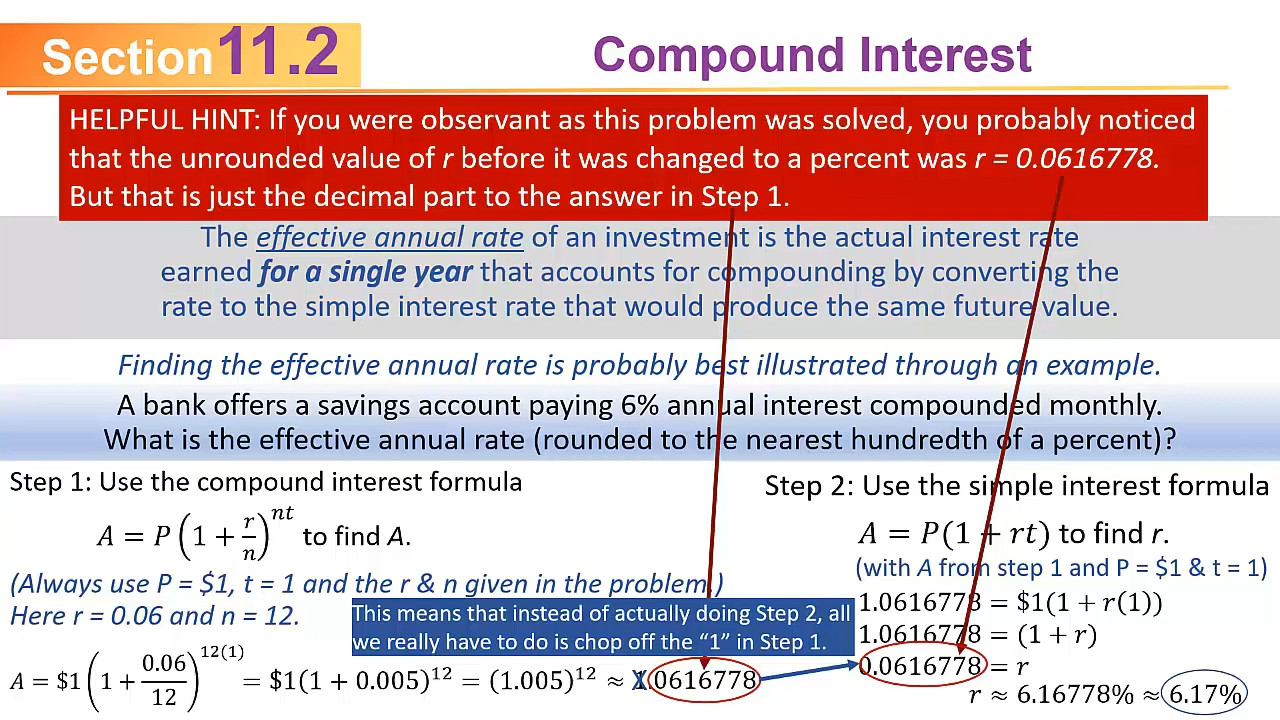 Section 11.2
Compound Interest
HELPFUL HINT: If you were observant as this problem was solved, you probably noticed
that the unrounded value of r before it was changed to a percent was r = 0.0616778.
But that is just the decimal part to the answer in Step 1.
The effective annual rate of an investment is the actual interest rate
earned for a single year that accounts for compounding by converting the
rate to the simple interest rate that would produce the same future value.
Finding the effective annual rate is probably best illustrated through an example.
A bank offers a savings account paying 6% annual interest compounded monthly.
What is the effective annual rate (rounded to the nearest hundredth of a percent)?
Step 1: Use the compound interest formula
A = P(1 + r/n)^nt to find A.
(Always use P = $1, t = 1 and the r & n given in the problem.)
Here r = 0.06 and n = 12.
This means that instead of actually doing Step 2, all
we really have to do is chop off the “1” in Step 1.
A = $1(1 + 0.06/12)^12(1) = $1(1 + 0.005)^12 = (1.005)^12 ≈ 1.0616778
Step 2: Use the simple interest formula
A = P(1 + rt) to find r.
(with A from step 1 and P = $1 & t = 1)
1.0616778 = $1(1 + r(1))
1.0616778 = (1 + r)
0.0616778 = r
r ≈ 6.16778% ≈ 6.17%